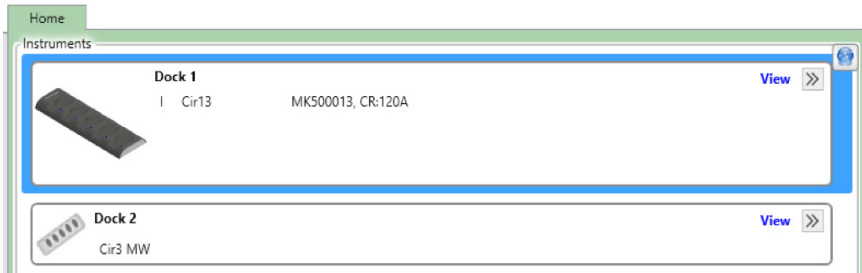 Home
Instruments
Dock 1
View
I Cir13 MK500013, CR:120A
Dock 2
View
Cir3 MW